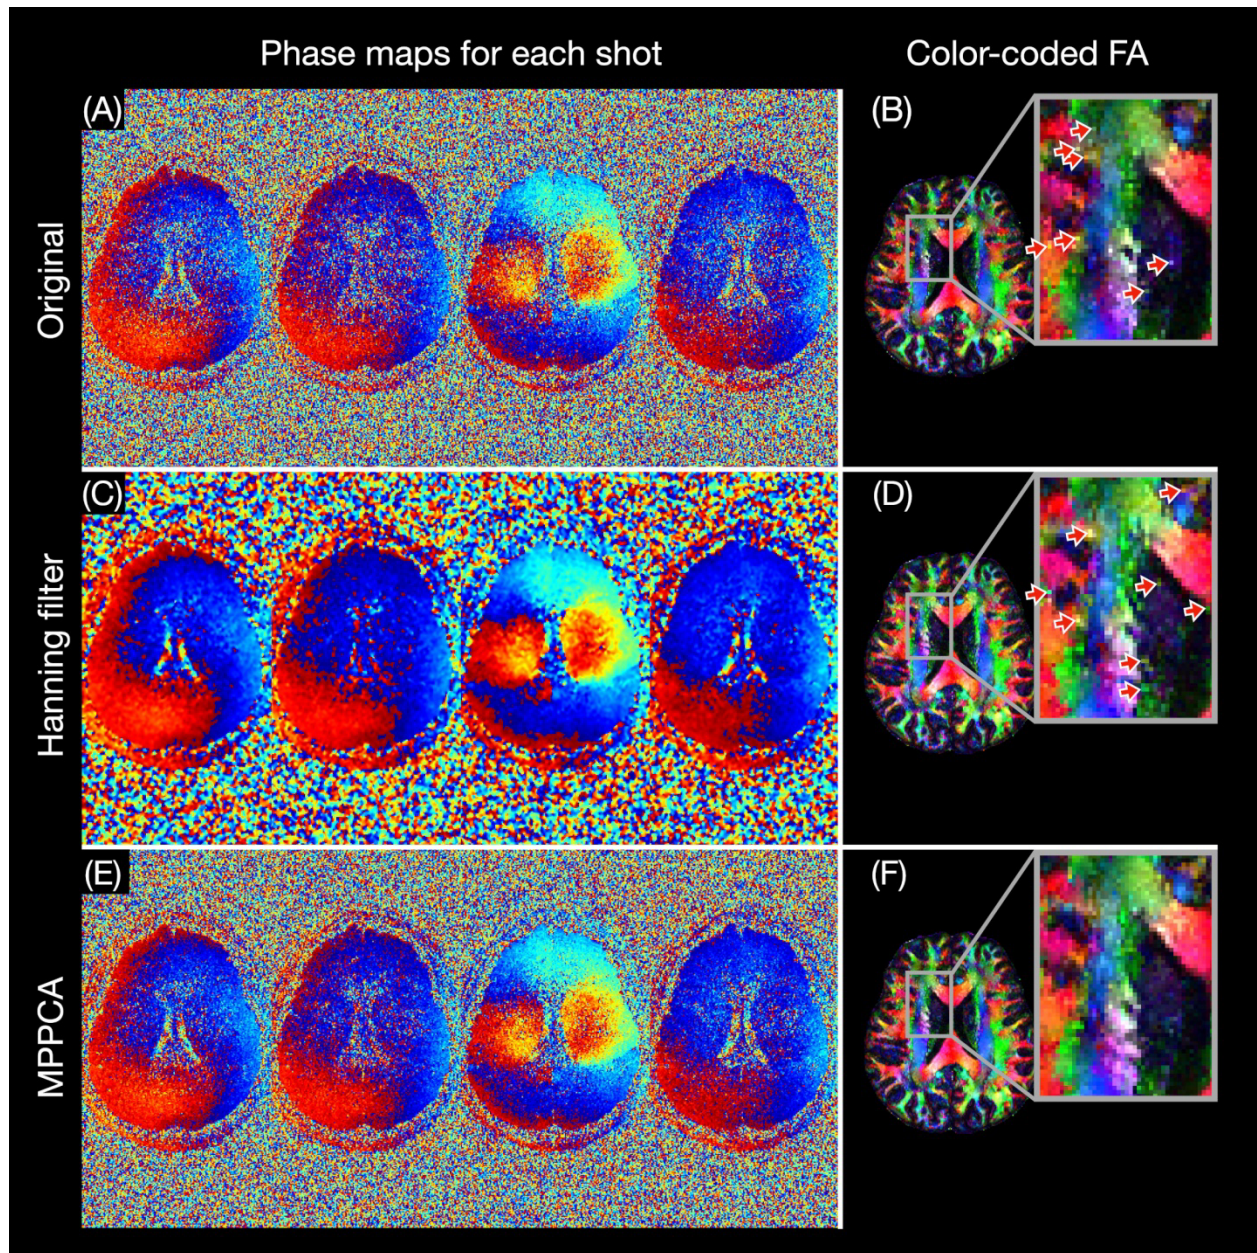 Phase maps for each shot
Color-coded FA
Original
(A)
(B)
Hanning filter
(C)
(D)
MPPCA
(E)
(F)